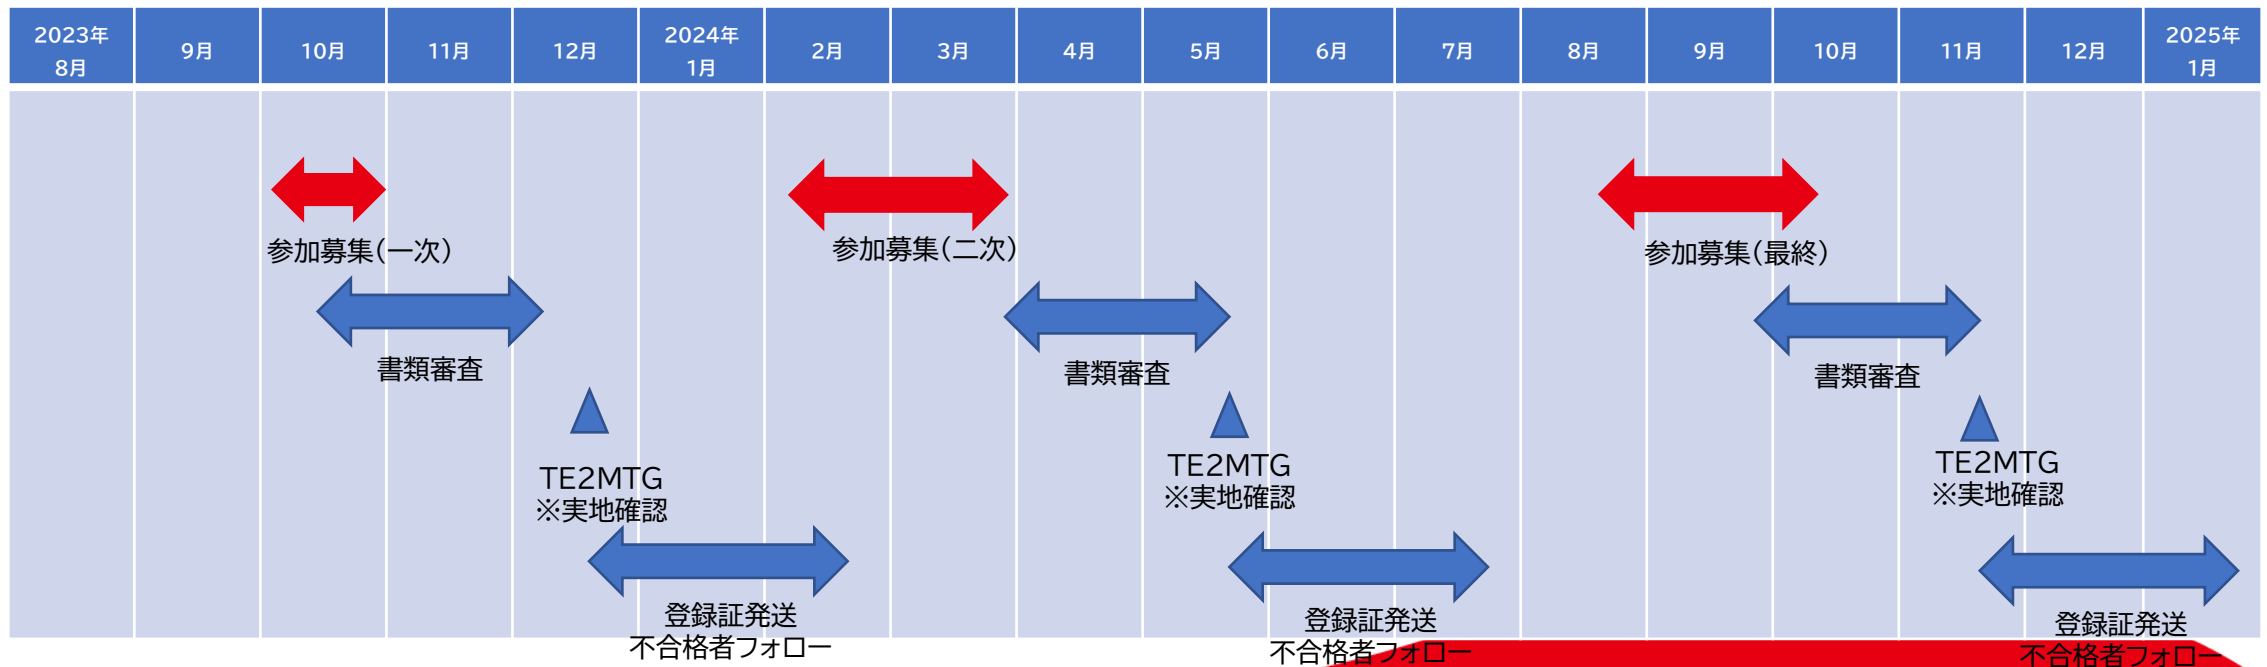 2023年
8月
9月
10月
11月
12月
2024年
1月
2月
3月
4月
5月
6月
7月
8月
9月
10月
11月
12月
2025年
1月
参加募集(一次)
参加募集(二次)
参加募集(最終)
書類審査
書類審査
書類審査
TE2MTG
※実地確認
TE2MTG
※実地確認
TE2MTG
※実地確認
登録証発送
不合格者フォロー
登録証発送
不合格者フォロー
登録証発送
不合格者フォロー